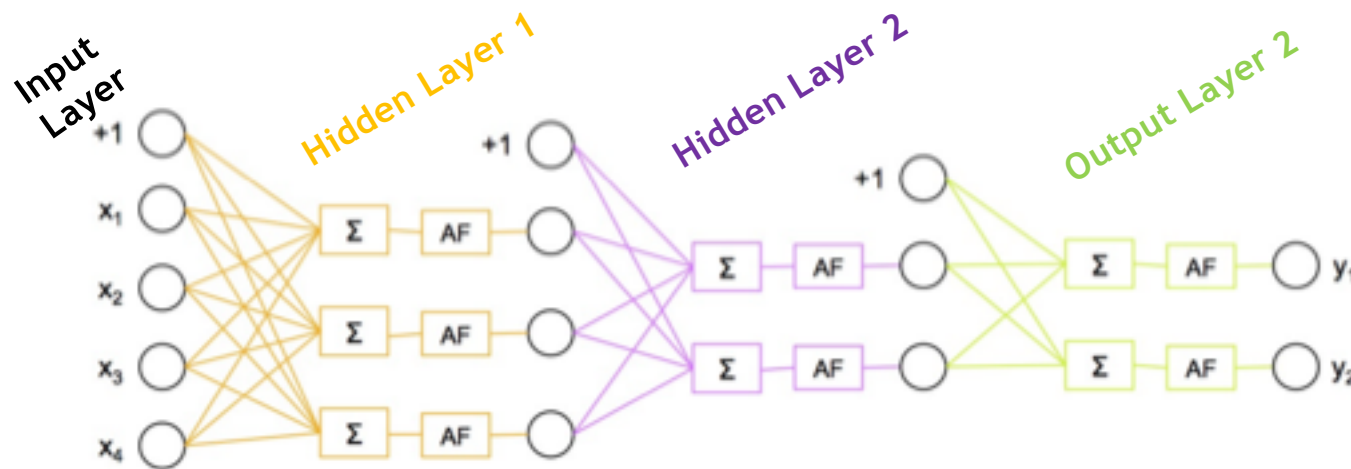 Input
Layer
Hidden Layer 1
Hidden Layer 2
Output Layer 2
+1
x₁
x₂
x₃
x₄
Σ
AF
Σ
AF
Σ
AF
+1
Σ
AF
Σ
AF
+1
Σ
AF
y₁
Σ
AF
y₂